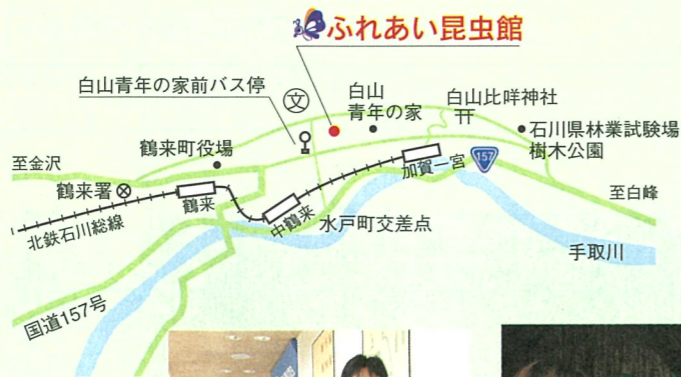 ふれあい昆虫館
白山青年の家前バス停
文
白山
青年の家
白山比咩神社
石川県林業試験場
樹木公園
鶴来町役場
至金沢
鶴来署
鶴来
中鶴来
加賀一宮
157
至白峰
北鉄石川総線
水戸町交差点
手取川
国道157号